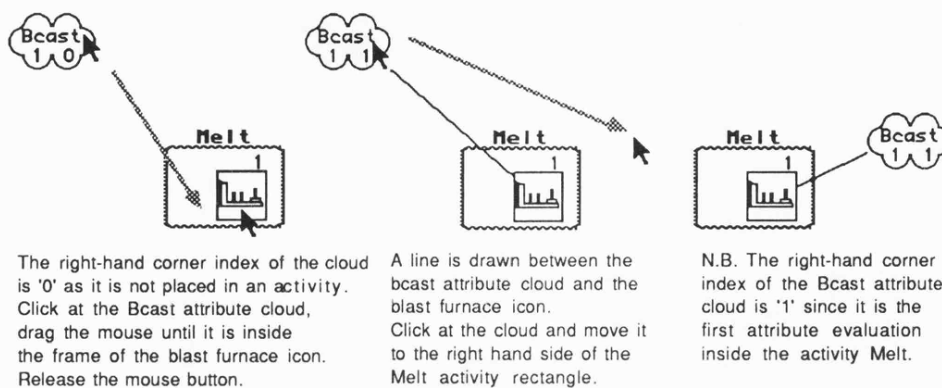 Bcast
1 0
Melt
1
The right-hand corner index of the cloud
is '0' as it is not placed in an activity.
Click at the Bcast attribute cloud,
drag the mouse until it is inside
the frame of the blast furnace icon.
Release the mouse button.
Bcast
1 1
Melt
1
A line is drawn between the
bcast attribute cloud and the
blast furnace icon.
Click at the cloud and move it
to the right hand side of the
Melt activity rectangle.
Melt
1
Bcast
1 1
N.B. The right-hand corner
index of the Bcast attribute
cloud is '1' since it is the
first attribute evaluation
inside the activity Melt.